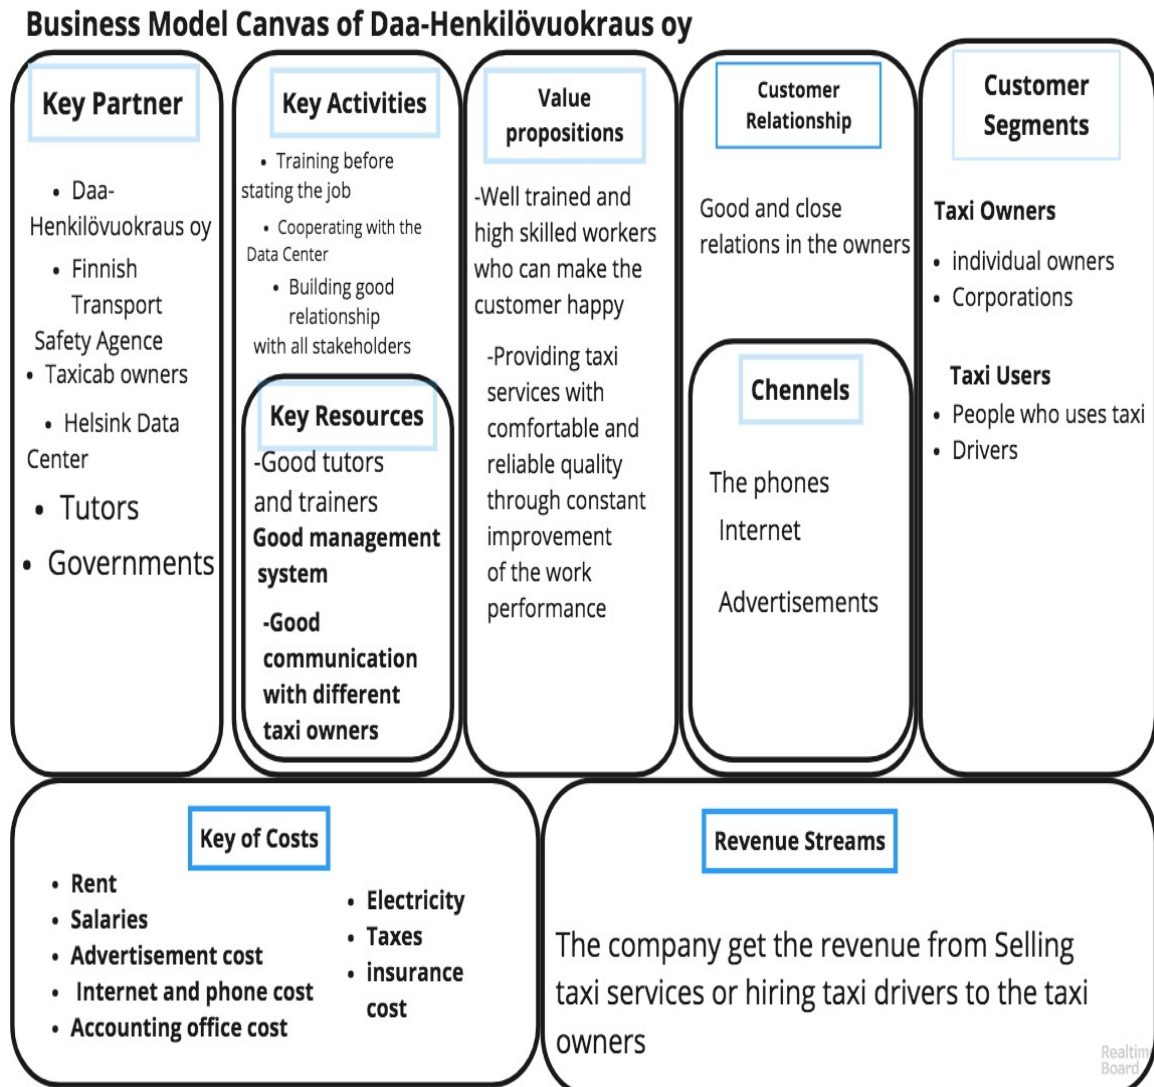 Business Model Canvas of Daa-Henkilövuokraus oy
Key Partner
• Daa-
Henkilövuokraus oy
• Finnish
Transport
Safety Agence
• Taxicab owners
• Helsink Data
Center
• Tutors
• Governments
Key Activities
• Training before
stating the job
• Cooperating with the
Data Center
• Building good
relationship
with all stakeholders
Key Resources
-Good tutors
and trainers
Good management
system
-Good
communication
with different
taxi owners
Value
propositions
-Well trained and
high skilled workers
who can make the
customer happy
-Providing taxi
services with
comfortable and
reliable quality
through constant
improvement
of the work
performance
Customer
Relationship
Good and close
relations in the owners
Chennels
The phones
Internet
Advertisements
Customer
Segments
Taxi Owners
• individual owners
• Corporations
Taxi Users
• People who uses taxi
• Drivers
Key of Costs
• Rent
• Salaries
• Advertisement cost
• Internet and phone cost
• Accounting office cost
• Electricity
• Taxes
• insurance
cost
Revenue Streams
The company get the revenue from Selling
taxi services or hiring taxi drivers to the taxi
owners
Realtim
Board